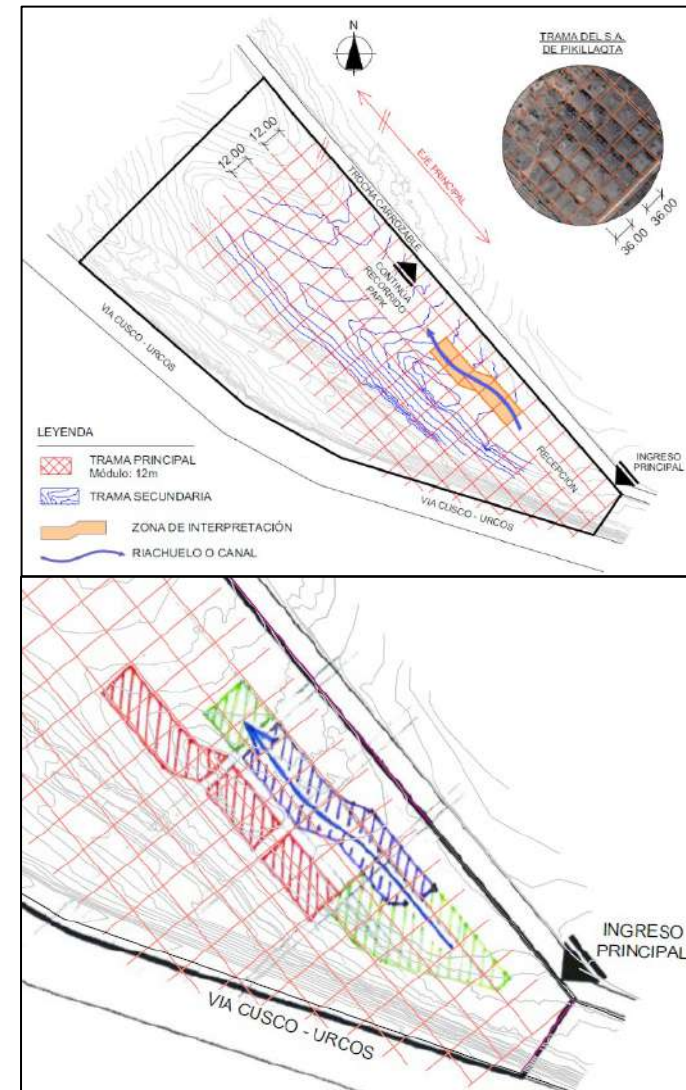 N
TRAMA DEL S.A.
DE PIKILLAQTA
12.00
12.00
EJE PRINCIPAL
36.00
36.00
TROCHA CARROZABLE
CONTINÚA
RECORRIDO
PAPK
VIA CUSCO - URCOS
RECEPCIÓN
INGRESO
PRINCIPAL
VIA CUSCO - URCOS
LEYENDA
TRAMA PRINCIPAL
Módulo: 12m
TRAMA SECUNDARIA
ZONA DE INTERPRETACIÓN
RIACHUELO O CANAL
INGRESO
PRINCIPAL
VIA CUSCO - URCOS